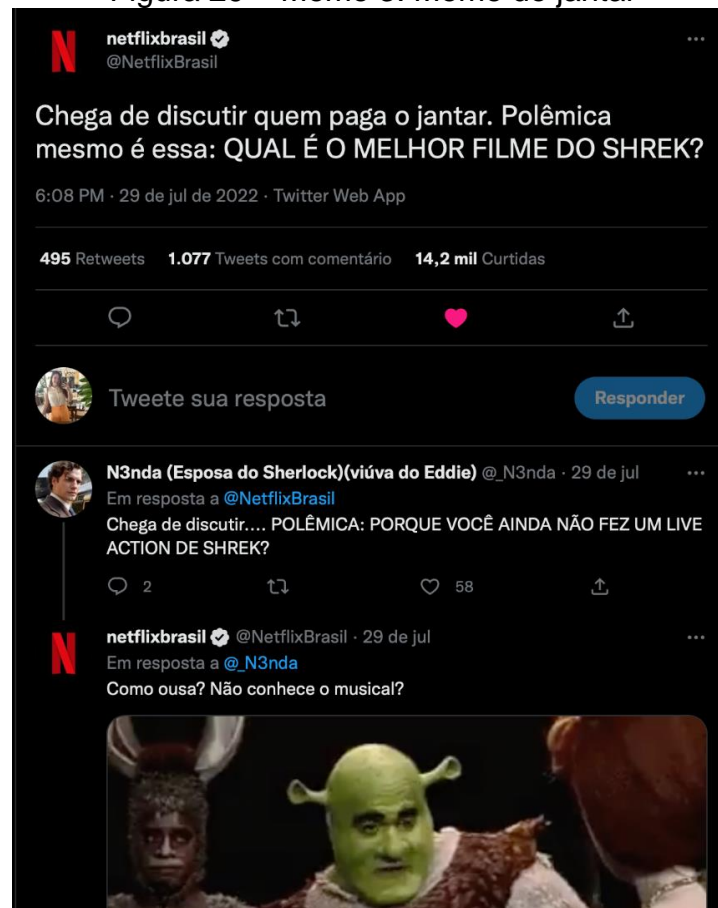 netflixbrasil
@NetflixBrasil
Chega de discutir quem paga o jantar. Polêmica
mesmo é essa: QUAL É O MELHOR FILME DO SHREK?
6:08 PM · 29 de jul de 2022 · Twitter Web App
495 Retweets 1.077 Tweets com comentário 14,2 mil Curtidas
Tweete sua resposta
Responder
N3nda (Esposa do Sherlock)(viúva do Eddie) @_N3nda · 29 de jul
Em resposta a @NetflixBrasil
Chega de discutir.... POLÊMICA: PORQUE VOCÊ AINDA NÃO FEZ UM LIVE
ACTION DE SHREK?
2 58
netflixbrasil @NetflixBrasil · 29 de jul
Em resposta a @_N3nda
Como ousa? Não conhece o musical?